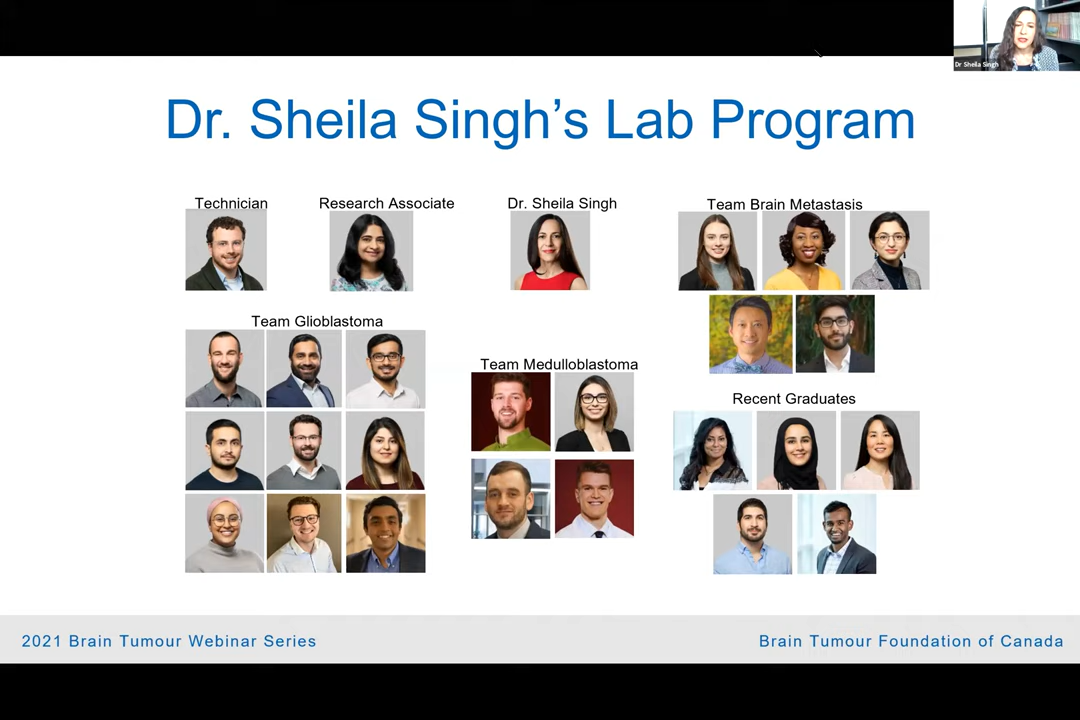 Dr Sheila Singh
Dr. Sheila Singh's Lab Program
Technician
Research Associate
Dr. Sheila Singh
Team Brain Metastasis
Team Glioblastoma
Team Medulloblastoma
Recent Graduates
2021 Brain Tumour Webinar Series
Brain Tumour Foundation of Canada